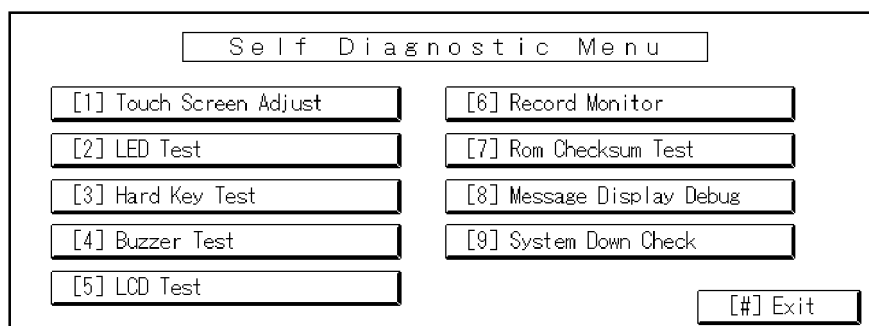 Self Diagnostic Menu
[1] Touch Screen Adjust
[2] LED Test
[3] Hard Key Test
[4] Buzzer Test
[5] LCD Test
[6] Record Monitor
[7] Rom Checksum Test
[8] Message Display Debug
[9] System Down Check
[#] Exit